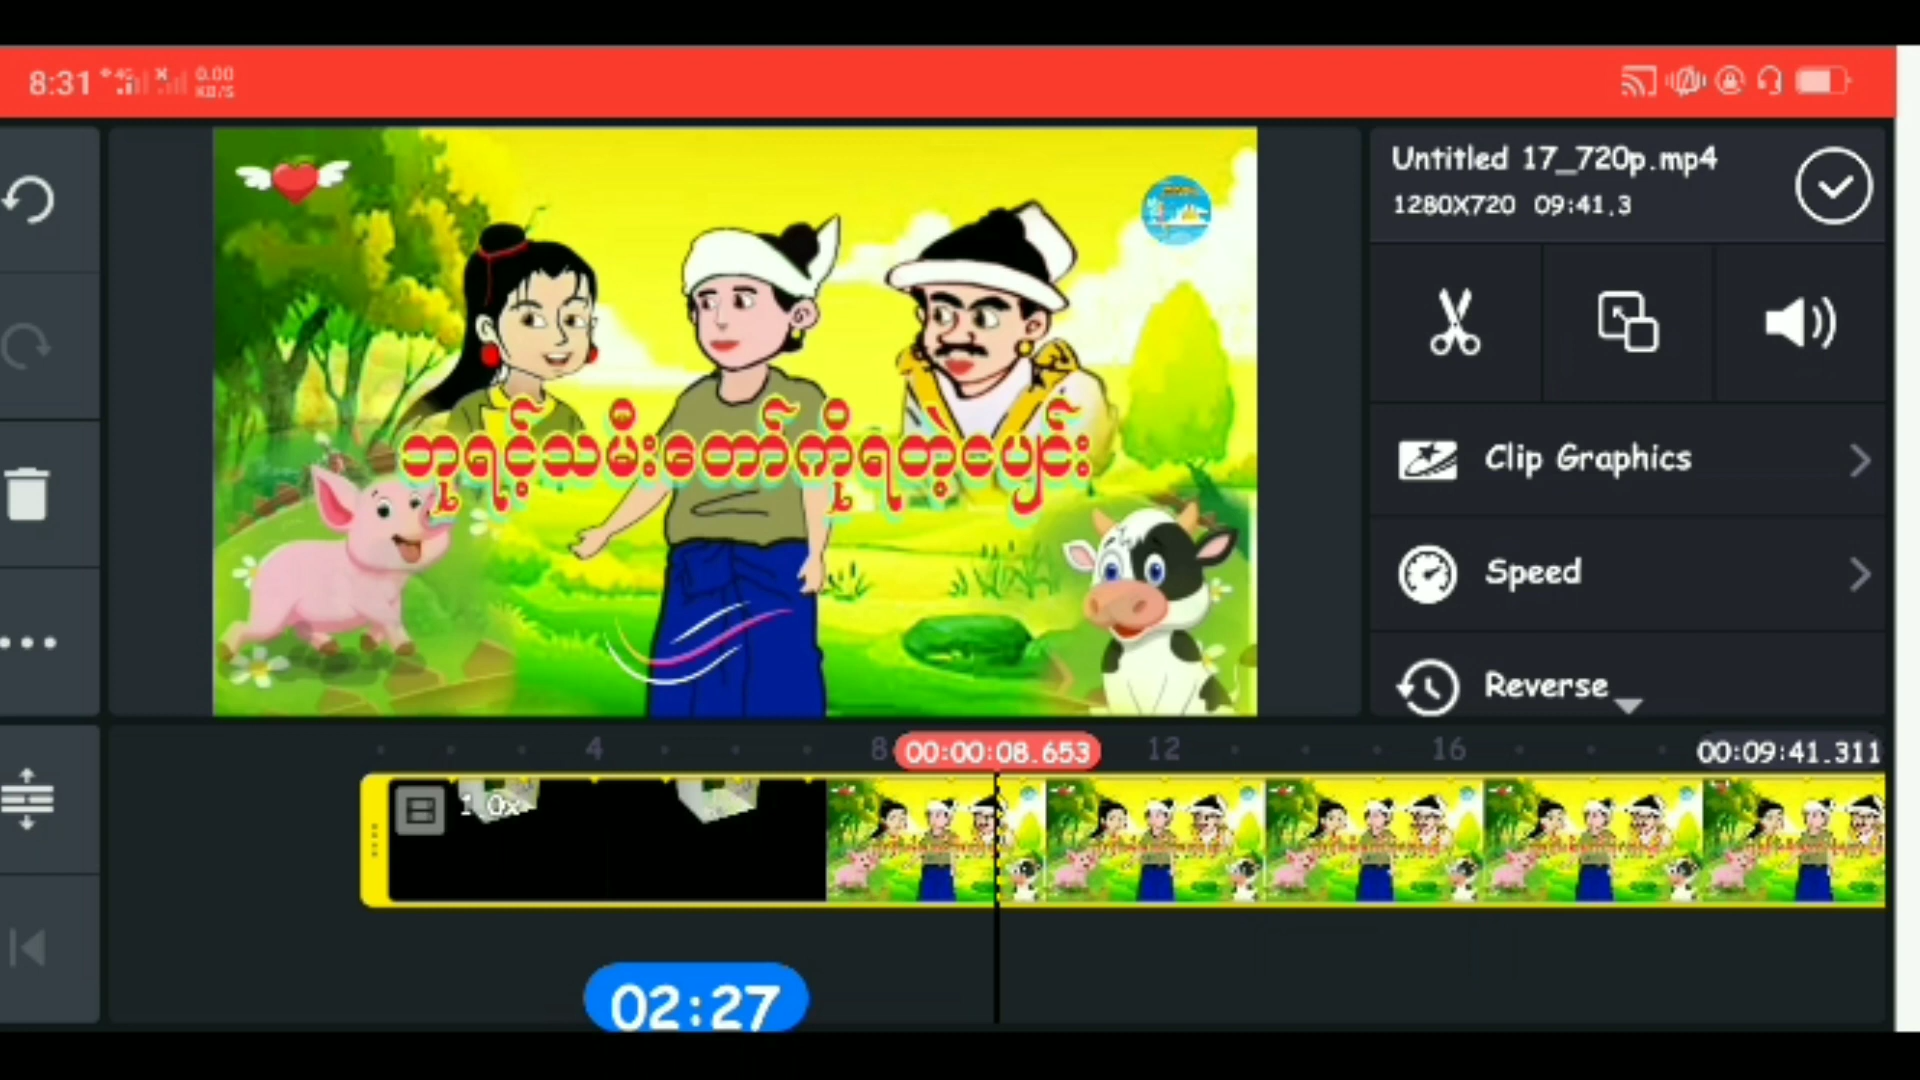 8:31 4G 0.00
KB/S
Untitled 17_720p.mp4
1280X720 09:41.3
ဘုရင့်သမီးတော်ကိုရတဲ့ငပျင်း
Clip Graphics
Speed
Reverse
4 8 00:00:08.653 12 16 00:09:41.311
1.0x
02:27